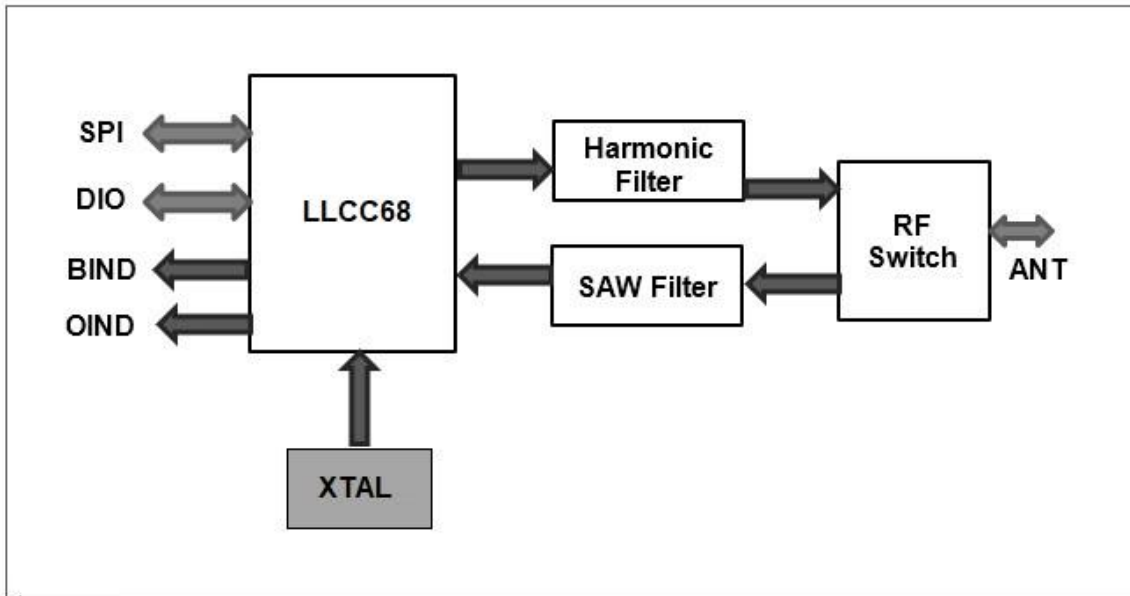 SPI
DIO
BIND
OIND
LLCC68
Harmonic
Filter
SAW Filter
RF
Switch
ANT
XTAL